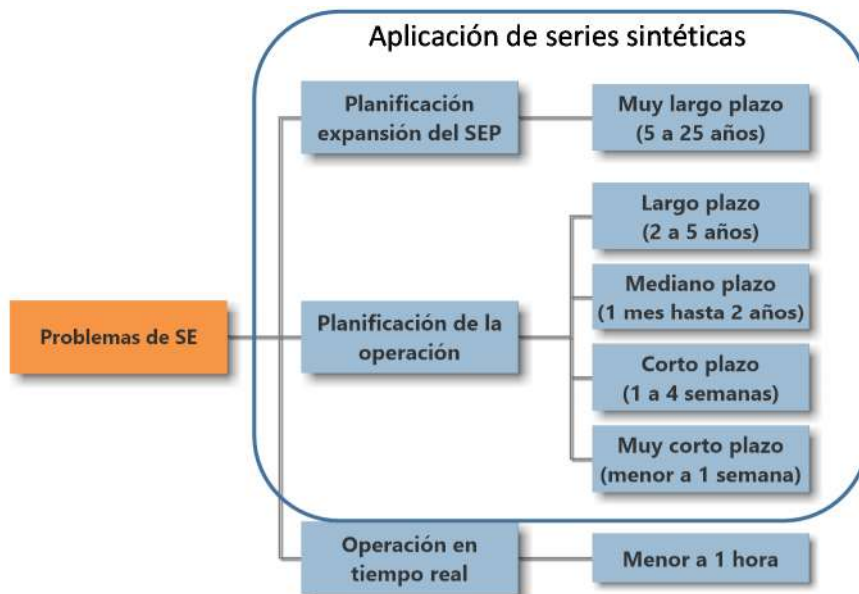 Aplicación de series sintéticas
Planificación
expansión del SEP
Muy largo plazo
(5 a 25 años)
Largo plazo
(2 a 5 años)
Mediano plazo
(1 mes hasta 2 años)
Problemas de SE
Planificación de la
operación
Corto plazo
(1 a 4 semanas)
Muy corto plazo
(menor a 1 semana)
Operación en
tiempo real
Menor a 1 hora